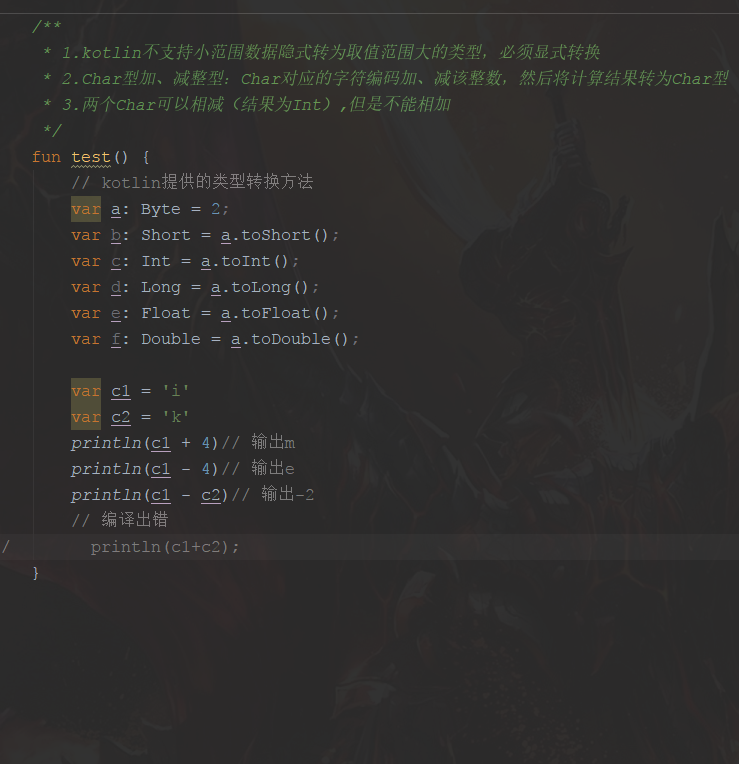 /**
* 1.kotlin不支持小范围数据隐式转为取值范围大的类型，必须显式转换
* 2.Char型加、减整型：Char对应的字符编码加、减该整数，然后将计算结果转为Char型
* 3.两个Char可以相减（结果为Int）,但是不能相加
*/
fun test() {
// kotlin提供的类型转换方法
var a: Byte = 2;
var b: Short = a.toShort();
var c: Int = a.toInt();
var d: Long = a.toLong();
var e: Float = a.toFloat();
var f: Double = a.toDouble();
var c1 = 'i'
var c2 = 'k'
println(c1 + 4)// 输出m
println(c1 - 4)// 输出e
println(c1 - c2)// 输出-2
// 编译出错
/ println(c1+c2);
}